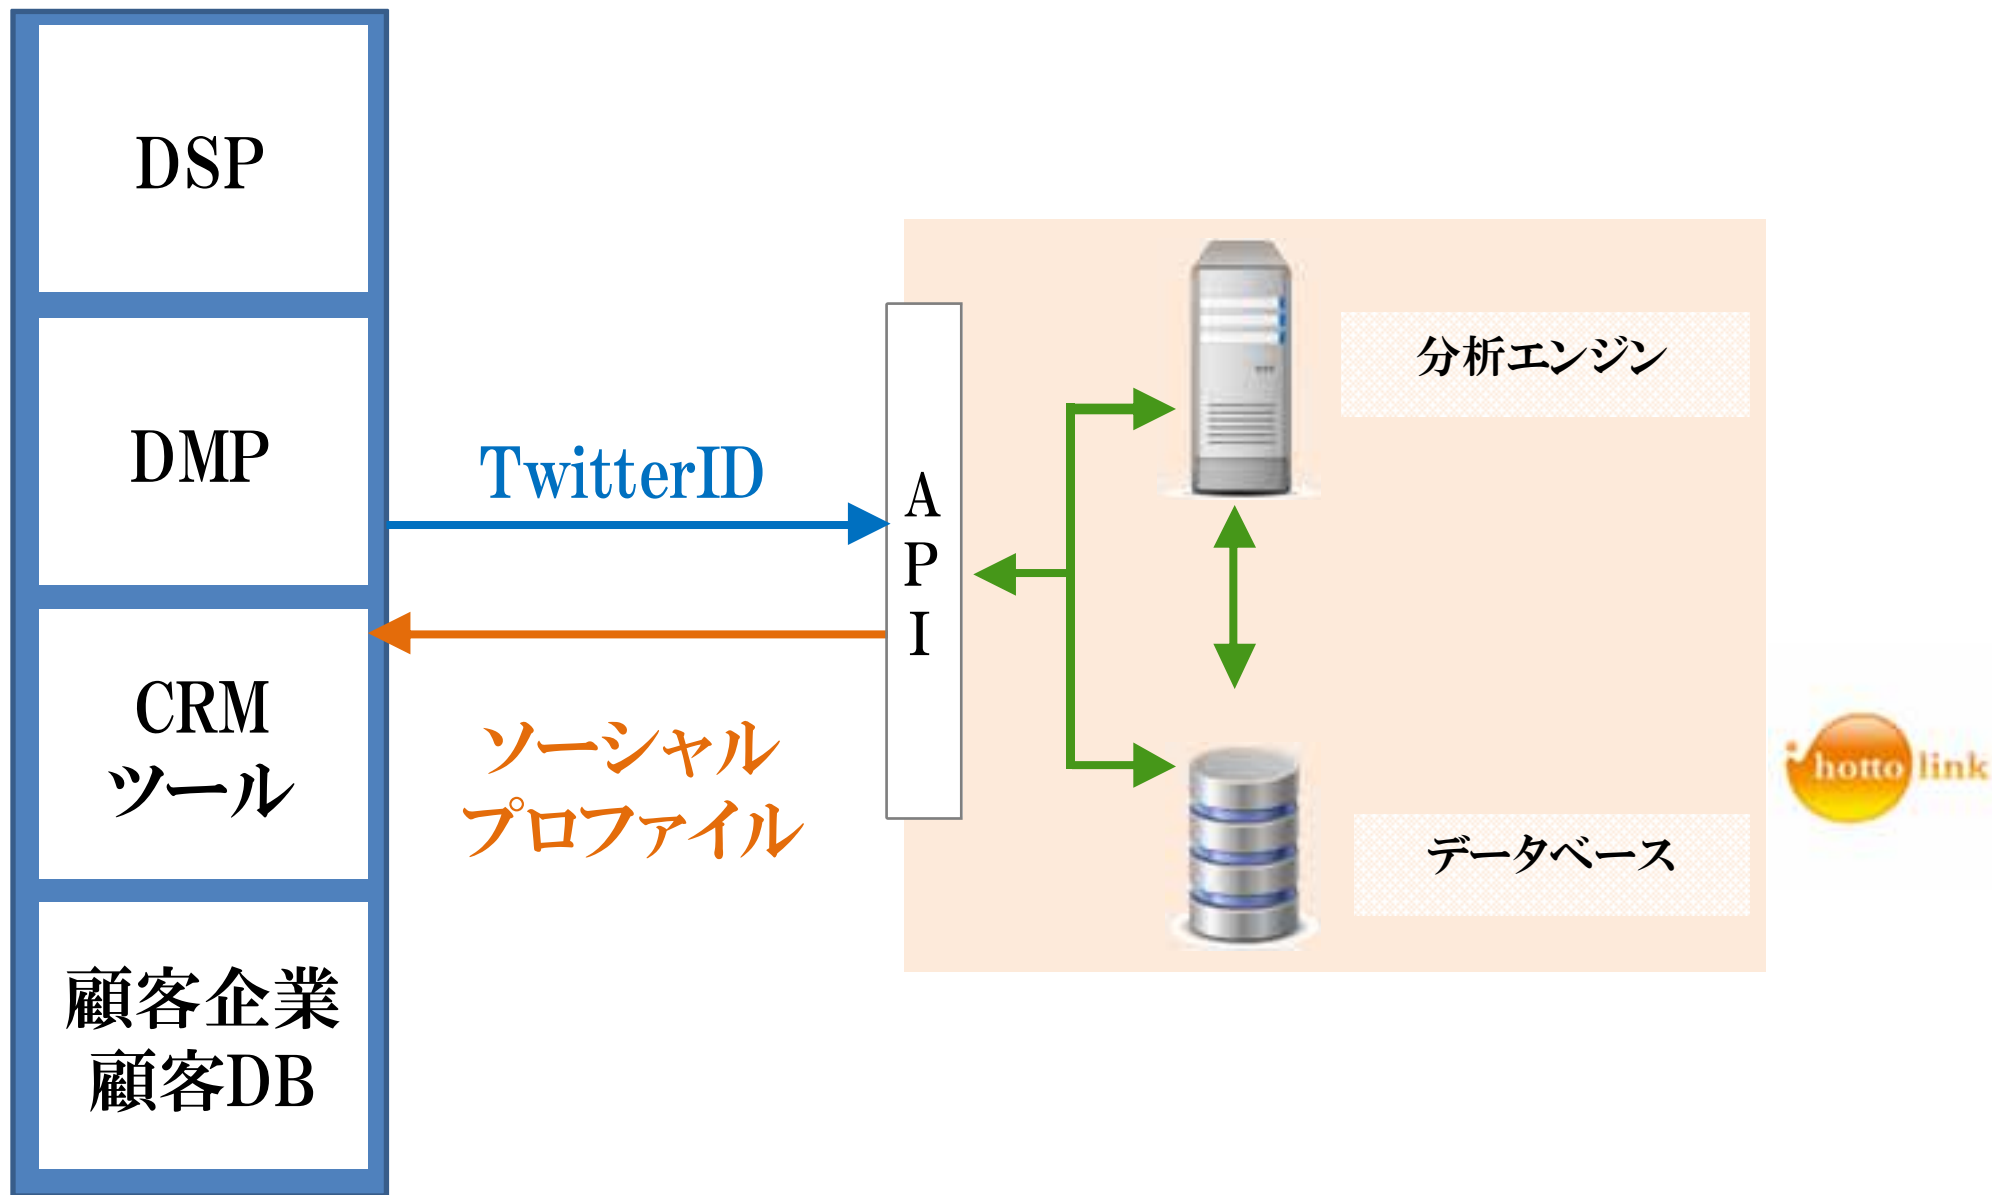 DSP
DMP
CRM
ツール
顧客企業
顧客DB
TwitterID
ソーシャル
プロファイル
API
分析エンジン
データベース
hotto link